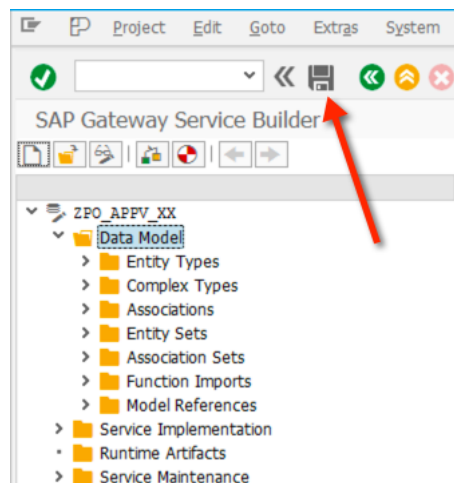 Project Edit Goto Extras System
SAP Gateway Service Builder
ZPO_APPV_XX
Data Model
Entity Types
Complex Types
Associations
Entity Sets
Association Sets
Function Imports
Model References
Service Implementation
Runtime Artifacts
Service Maintenance